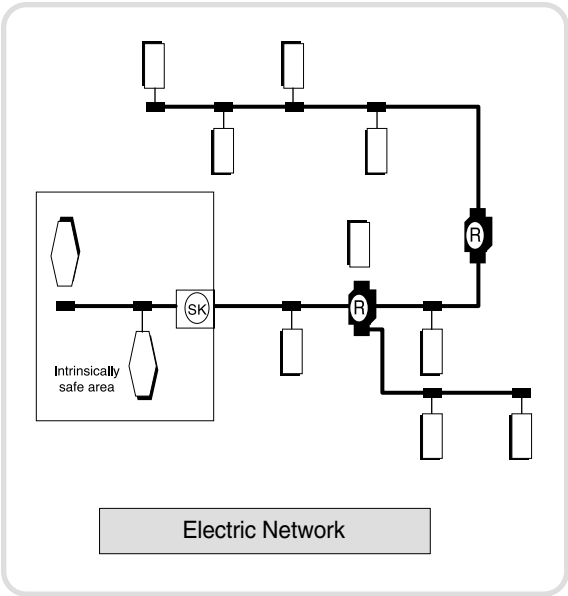 R
SK
R
Intrinsically
safe area
Electric Network